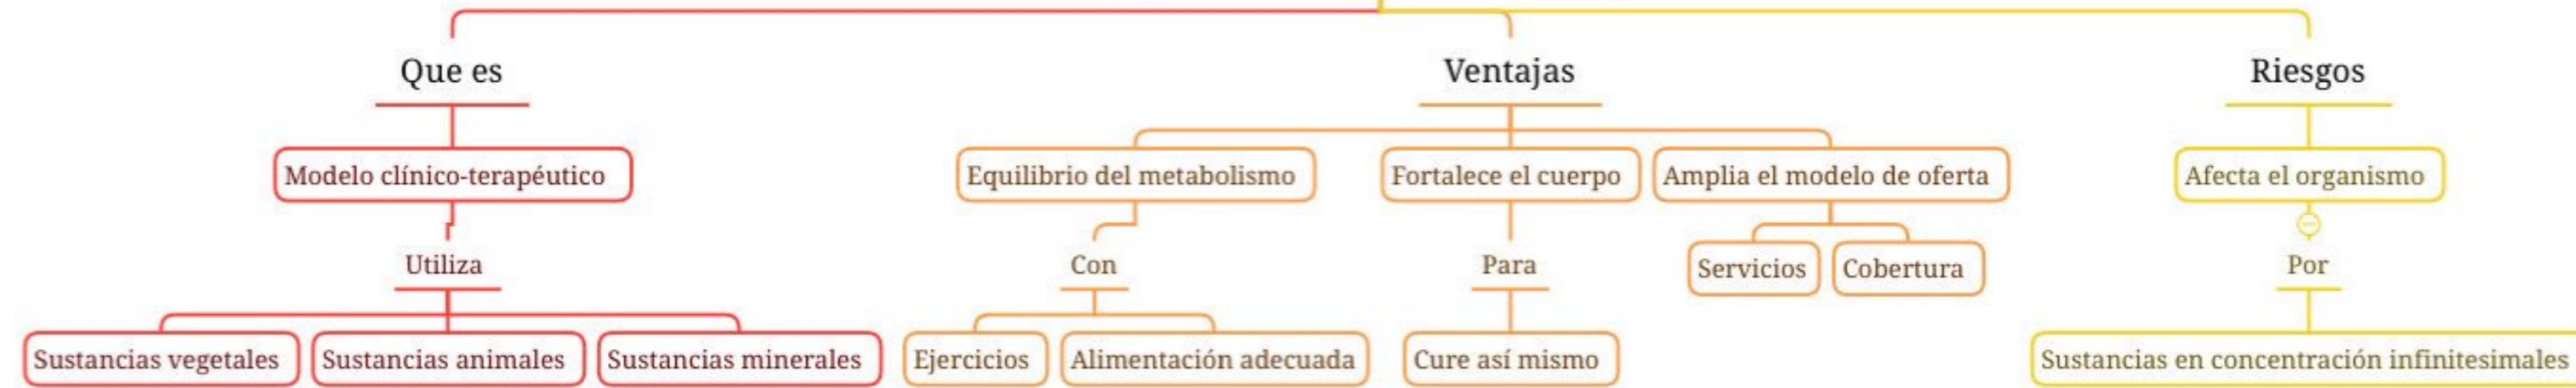 Que es
Ventajas
Riesgos
Modelo clínico-terapéutico
Equilibrio del metabolismo
Fortalece el cuerpo
Amplia el modelo de oferta
Afecta el organismo
Utiliza
Con
Para
Servicios
Cobertura
Por
Sustancias vegetales
Sustancias animales
Sustancias minerales
Ejercicios
Alimentación adecuada
Cure así mismo
Sustancias en concentración infinitesimales